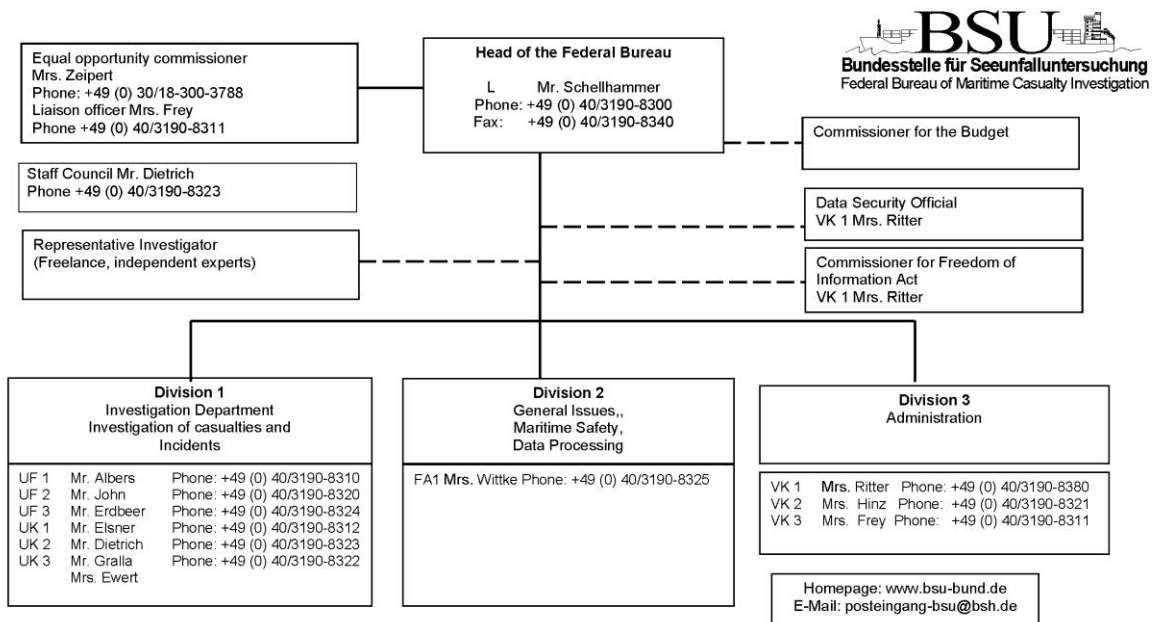 BSU
Bundesstelle für Seeunfalluntersuchung
Federal Bureau of Maritime Casualty Investigation
Equal opportunity commissioner
Mrs. Zeipert
Phone: +49 (0) 30/18-300-3788
Liaison officer Mrs. Frey
Phone +49 (0) 40/3190-8311
Head of the Federal Bureau
L Mr. Schellhammer
Phone: +49 (0) 40/3190-8300
Fax: +49 (0) 40/3190-8340
Commissioner for the Budget
Staff Council Mr. Dietrich
Phone +49 (0) 40/3190-8323
Data Security Official
VK 1 Mrs. Ritter
Representative Investigator
(Freelance, independent experts)
Commissioner for Freedom of
Information Act
VK 1 Mrs. Ritter
Division 1
Investigation Department
Investigation of casualties and
Incidents
UF 1 Mr. Albers Phone: +49 (0) 40/3190-8310
UF 2 Mr. John Phone: +49 (0) 40/3190-8320
UF 3 Mr. Erdbeer Phone: +49 (0) 40/3190-8324
UK 1 Mr. Elsner Phone: +49 (0) 40/3190-8312
UK 2 Mr. Dietrich Phone: +49 (0) 40/3190-8323
UK 3 Mr. Gralla Phone: +49 (0) 40/3190-8322
Mrs. Ewert
Division 2
General Issues,,
Maritime Safety,
Data Processing
FA1 Mrs. Wittke Phone: +49 (0) 40/3190-8325
Division 3
Administration
VK 1 Mrs. Ritter Phone: +49 (0) 40/3190-8380
VK 2 Mrs. Hinz Phone: +49 (0) 40/3190-8321
VK 3 Mrs. Frey Phone: +49 (0) 40/3190-8311
Homepage: www.bsu-bund.de
E-Mail: posteingang-bsu@bsh.de